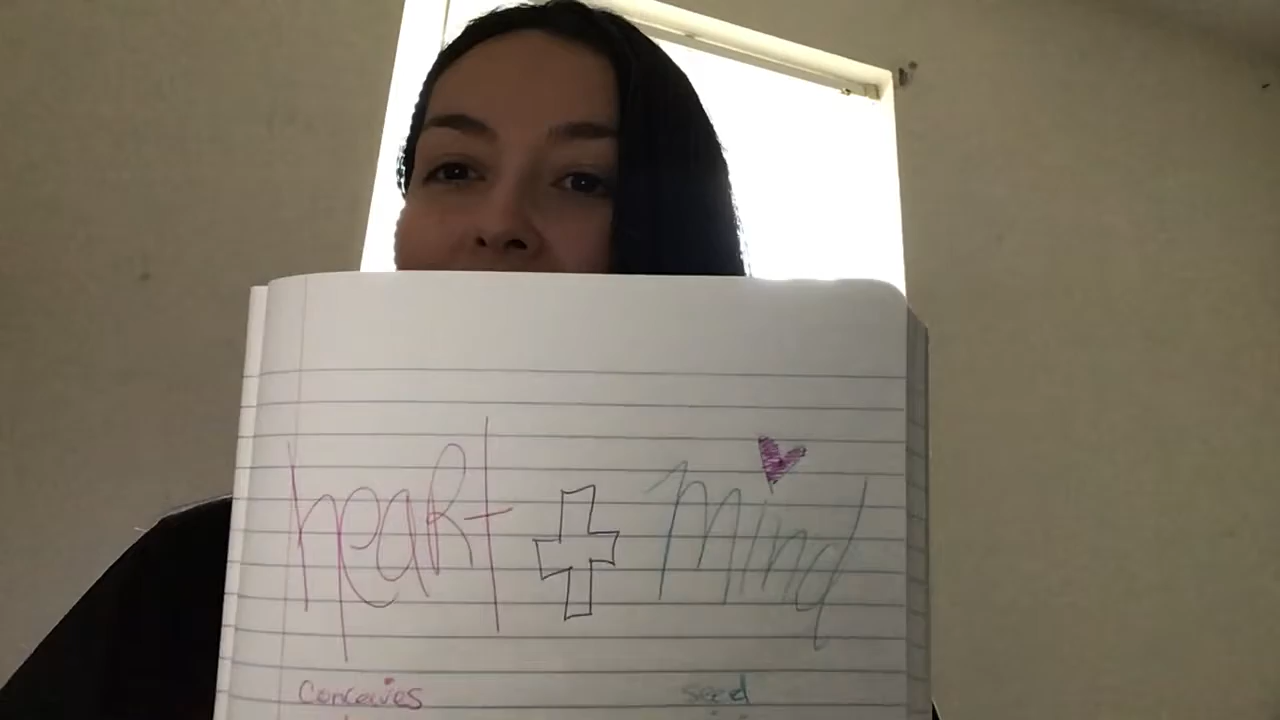 heart + Mind
Conceives seed